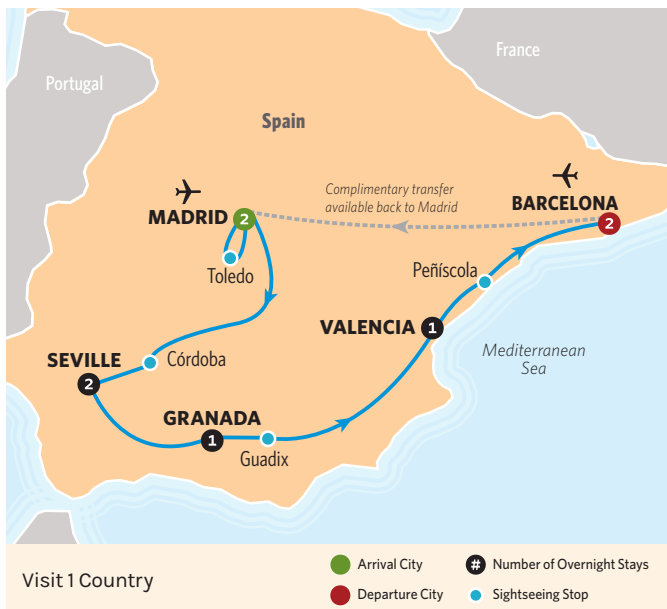 France
Portugal
Spain
Complimentary transfer
available back to Madrid
BARCELONA
2
MADRID 2
Toledo
Peñíscola
VALENCIA 1
Mediterranean
Sea
SEVILLE
2
Córdoba
GRANADA
1
Guadix
Visit 1 Country
Arrival City
# Number of Overnight Stays
Departure City
Sightseeing Stop